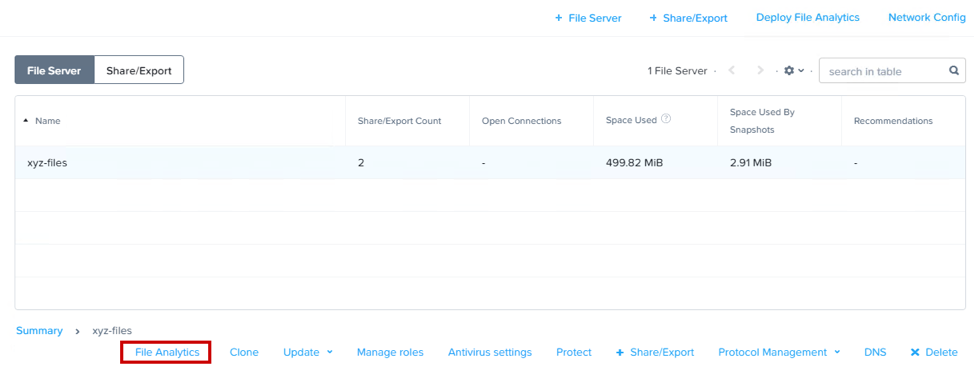 + File Server + Share/Export Deploy File Analytics Network Config
File Server Share/Export 1 File Server · < > · · search in table
Name Share/Export Count Open Connections Space Used ? Space Used By Snapshots Recommendations
xyz-files 2 - 499.82 MiB 2.91 MiB -
Summary > xyz-files
File Analytics Clone Update Manage roles Antivirus settings Protect + Share/Export Protocol Management DNS × Delete